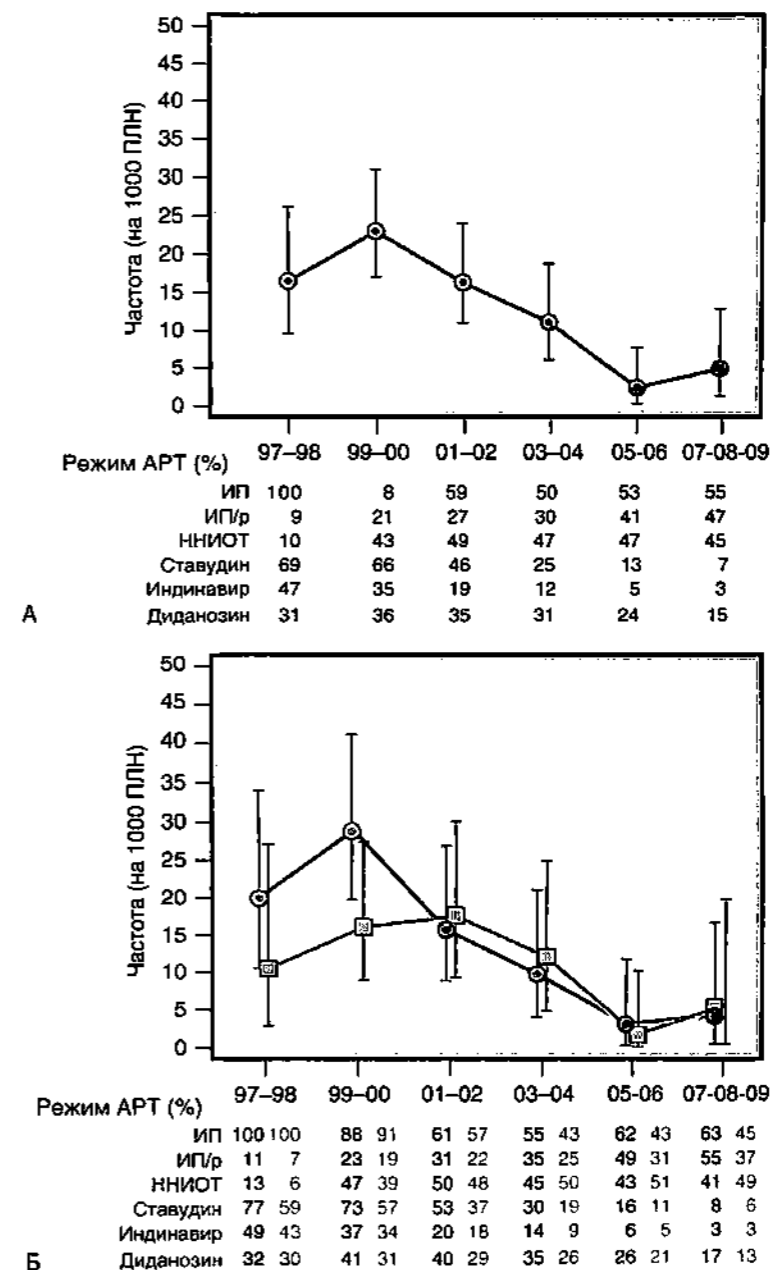 50
45
40
35
30
25
20
15
10
5
0
Частота (на 1000 ПЛН)
Режим АРТ (%) 97–98 99–00 01–02 03–04 05-06 07-08-09
ИП 100 8 59 50 53 55
ИП/р 9 21 27 30 41 47
ННИОТ 10 43 49 47 47 45
Ставудин 69 66 46 25 13 7
Индинавир 47 35 19 12 5 3
А Диданозин 31 36 35 31 24 15
50
45
40
35
30
25
20
15
10
5
0
Частота (на 1000 ПЛН)
Режим АРТ (%) 97–98 99–00 01–02 03–04 05-06 07-08-09
ИП 100 100 88 91 61 57 55 43 62 43 63 45
ИП/р 11 7 23 19 31 22 35 25 49 31 55 37
ННИОТ 13 6 47 39 50 48 45 50 43 51 41 49
Ставудин 77 59 73 57 53 37 30 19 16 11 8 6
Индинавир 49 43 37 34 20 18 14 9 6 5 3 3
Б Диданозин 32 30 41 31 40 29 35 26 26 21 17 13